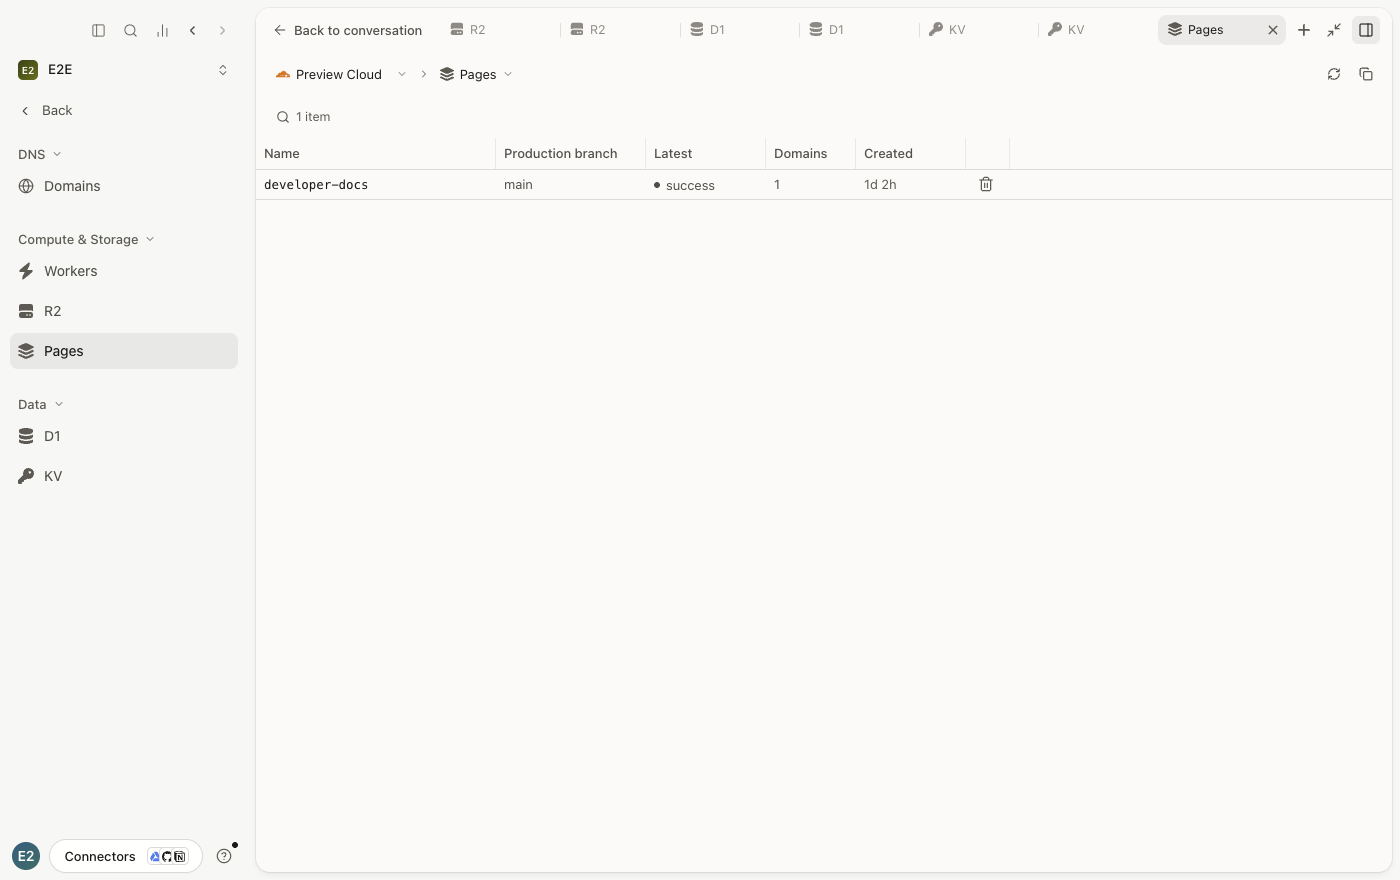 Back to conversation
R2
R2
D1
D1
KV
KV
Pages
E2 E2E
Preview Cloud
Pages
Back
1 item
DNS
Domains
Name Production branch Latest Domains Created
developer-docs main success 1 1d 2h
Compute & Storage
Workers
R2
Pages
Data
D1
KV
E2 Connectors